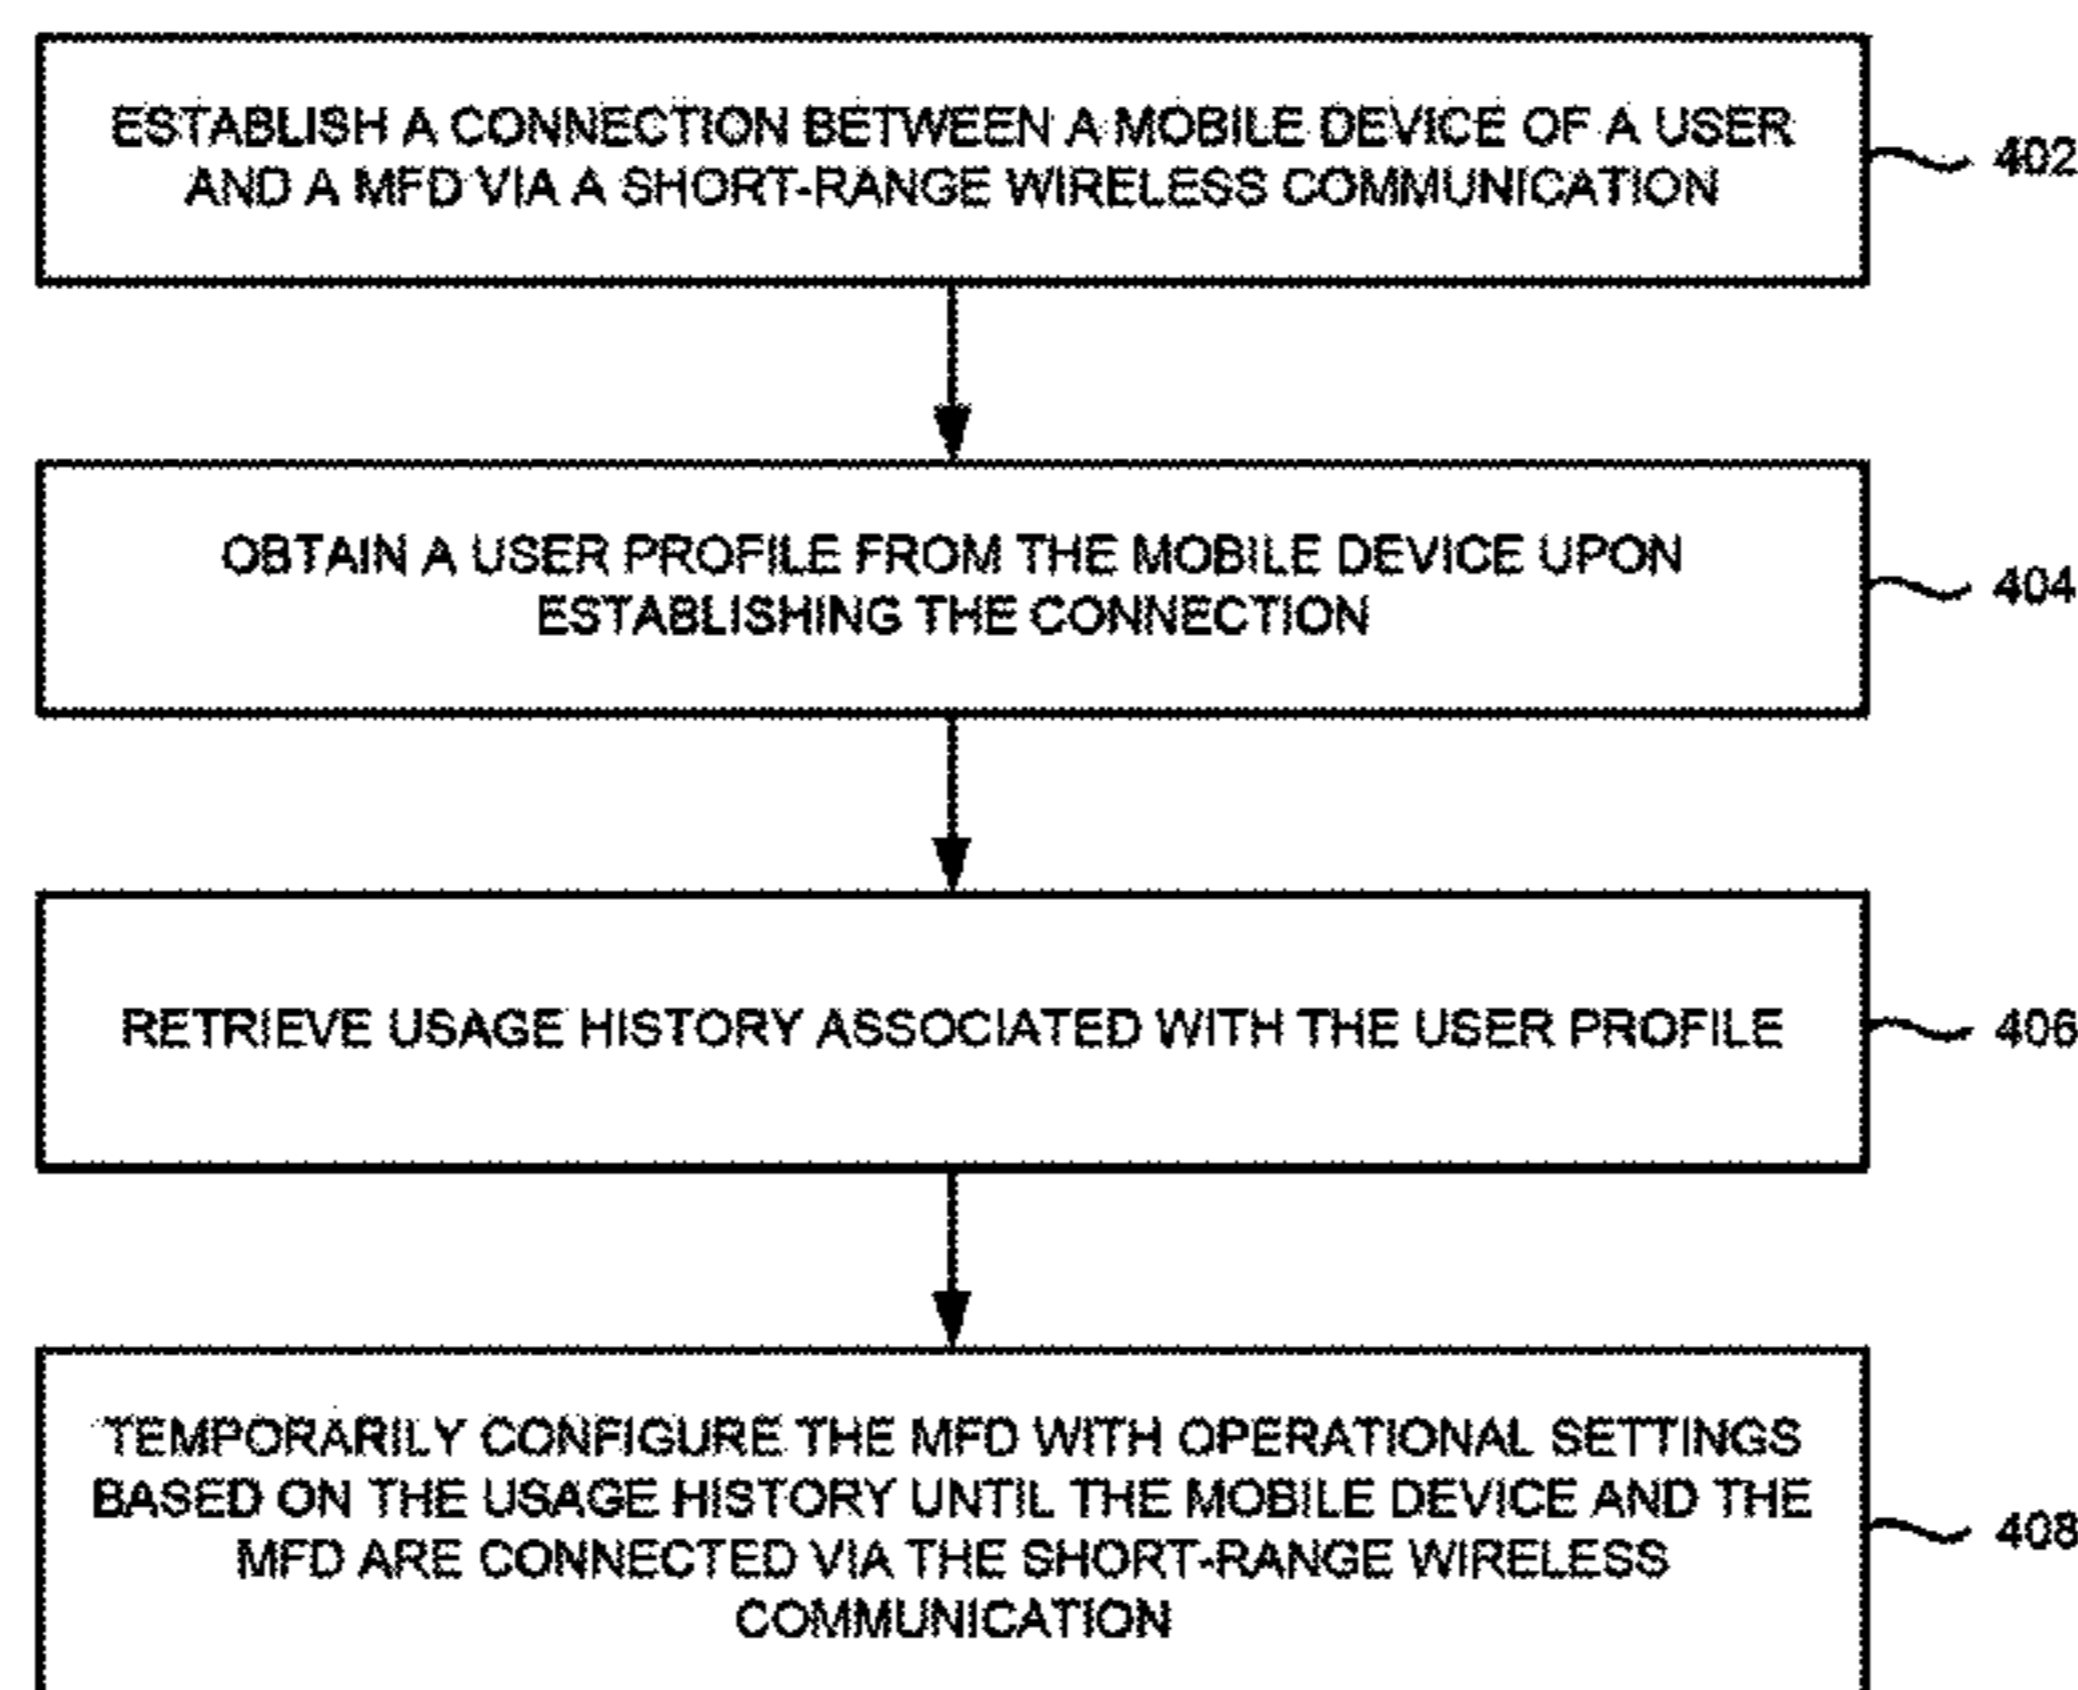 ESTABLISH A CONNECTION BETWEEN A MOBILE DEVICE OF A USER
AND A MFD VIA A SHORT-RANGE WIRELESS COMMUNICATION
402
OBTAIN A USER PROFILE FROM THE MOBILE DEVICE UPON
ESTABLISHING THE CONNECTION
404
RETRIEVE USAGE HISTORY ASSOCIATED WITH THE USER PROFILE
406
TEMPORARILY CONFIGURE THE MFD WITH OPERATIONAL SETTINGS
BASED ON THE USAGE HISTORY UNTIL THE MOBILE DEVICE AND THE
MFD ARE CONNECTED VIA THE SHORT-RANGE WIRELESS
COMMUNICATION
408